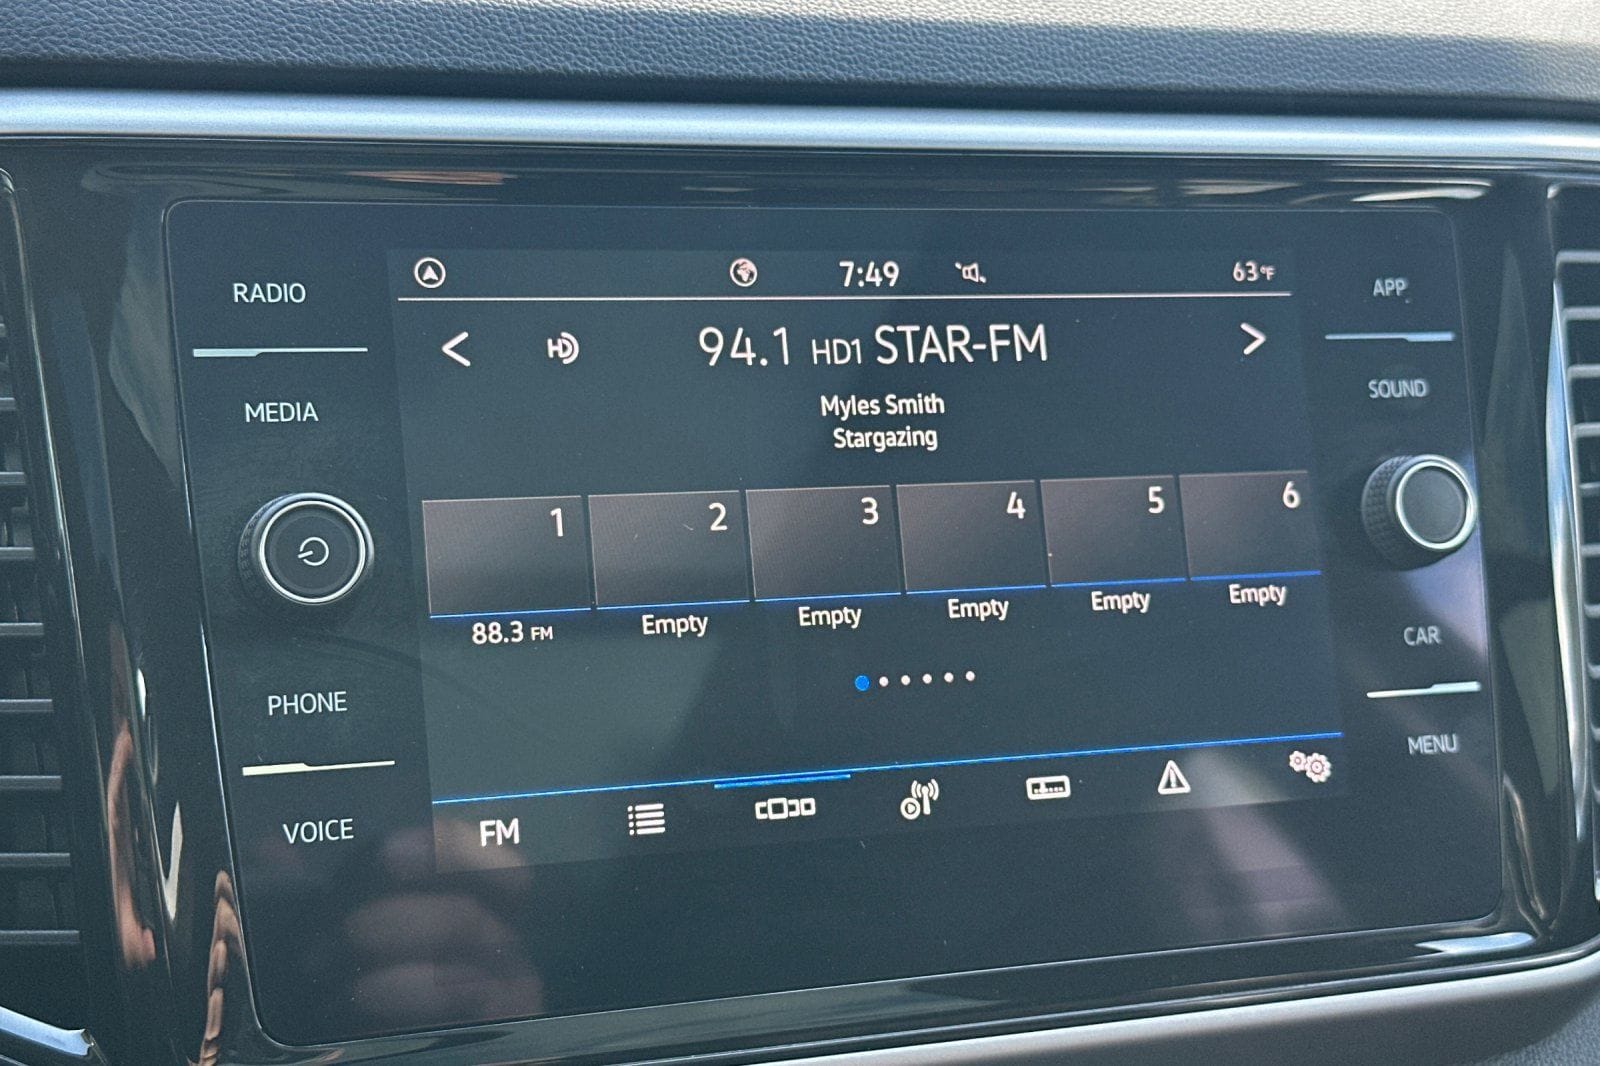 RADIO
MEDIA
PHONE
VOICE
7:49
63°F
94.1 HD1 STAR-FM
Myles Smith
Stargazing
1
2
3
4
5
6
88.3 FM
Empty
Empty
Empty
Empty
Empty
FM
APP
SOUND
CAR
MENU